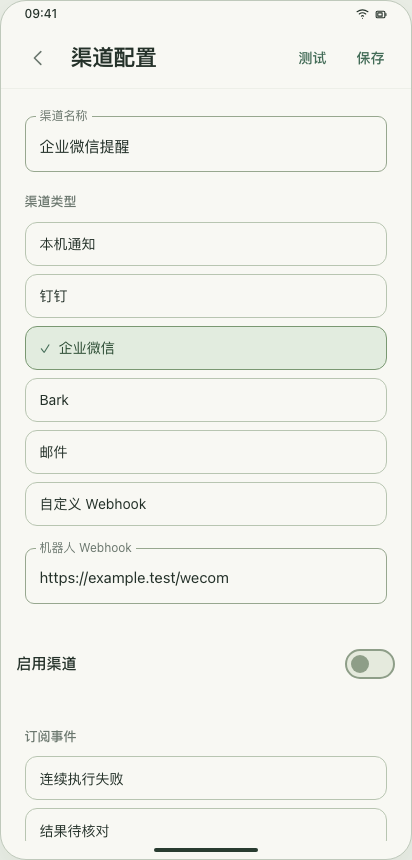 09:41
渠道配置
测试
保存
渠道名称
企业微信提醒
渠道类型
本机通知
钉钉
企业微信
Bark
邮件
自定义 Webhook
机器人 Webhook
https://example.test/wecom
启用渠道
订阅事件
连续执行失败
结果待核对